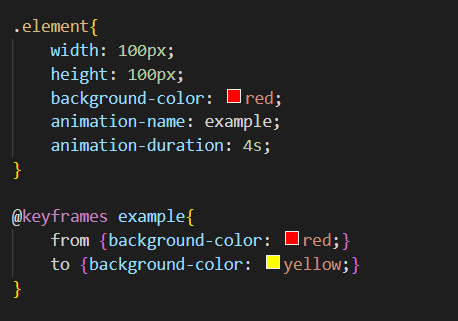 .element{
    width: 100px;
    height: 100px;
    background-color: red;
    animation-name: example;
    animation-duration: 4s;
}
@keyframes example{
    from {background-color: red;}
    to {background-color: yellow;}
}